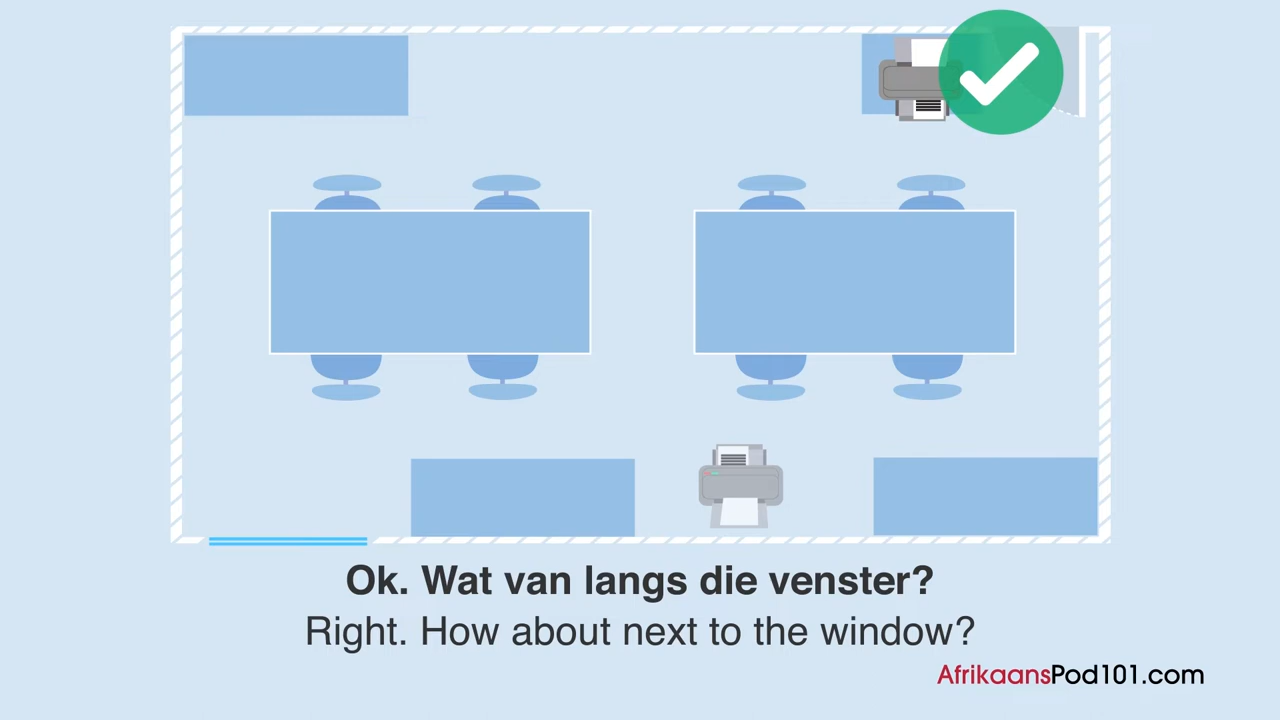 Ok. Wat van langs die venster?
Right. How about next to the window?
AfrikaansPod101.com